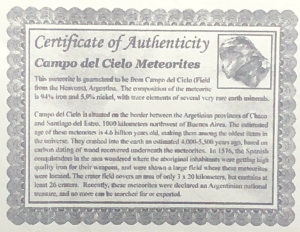 Certificate of Authenticity
Campo del Cielo Meteorites
This meteorite is guaranteed to be from Campo del Cielo (Field
from the Heavens), Argentina. The composition of the meteorite
is 94% iron and 5.9% nickel, with trace elements of several very rare earth minerals.
Campo del Cielo is situated on the border between the Argentinian provinces of Chaco
and Santiago del Estero, kilometers northwest of Buenos Aires. The estimated
age of these meteorites is 4.6 billion years old, making them among the oldest items in the
universe. They crashed into the earth an estimated 4,000-5,800 years ago, based on
carbon dating of wood recovered underneath the meteorites. In 1576, the Spanish
conquistadors in the area wondered where the aboriginal inhabitants were getting high
quality iron for their weapons, and were shown a large field where these meteorites
were located. The crater field covers an area of only 3 x 20 kilometers, but contains at
least 26 craters. Recently, these meteorites were declared an Argentinian national
treasure, and no more can be searched for or exported.